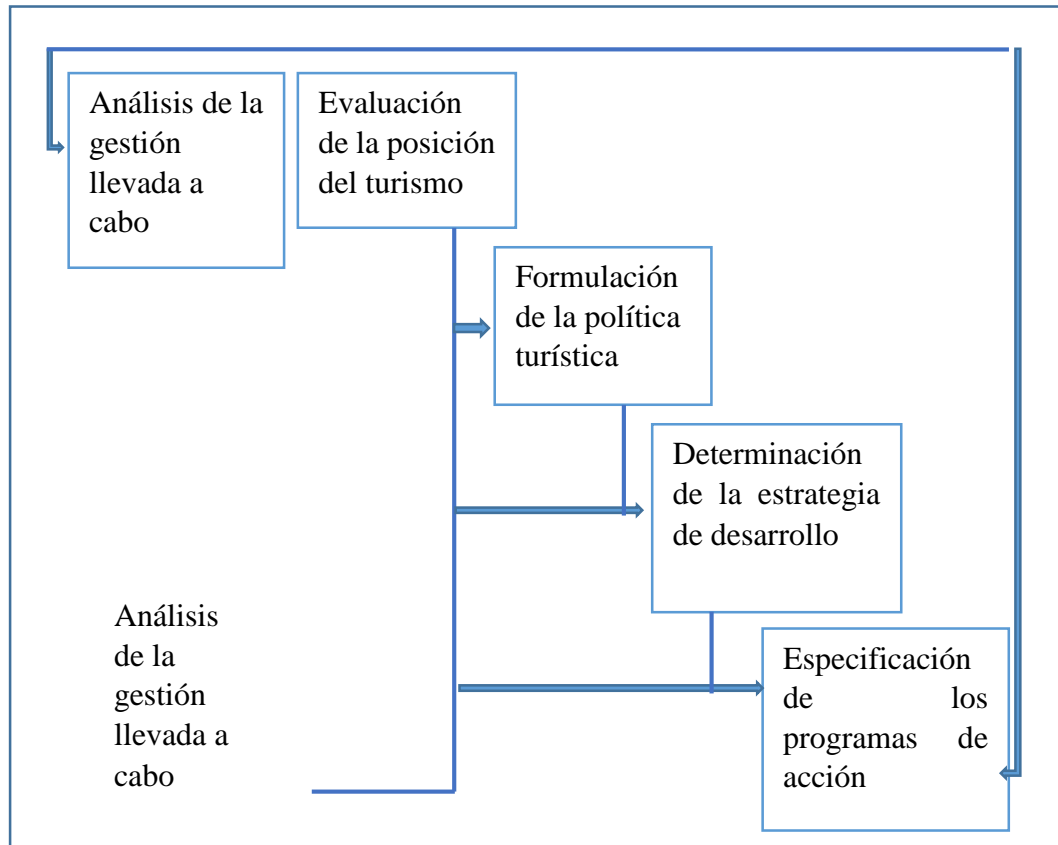 Análisis de la
gestión
llevada a
cabo
Evaluación
de la posición
del turismo
Formulación
de la política
turística
Determinación
de la estrategia
de desarrollo
Análisis
de la
gestión
llevada a
cabo
Especificación
de los
programas de
acción